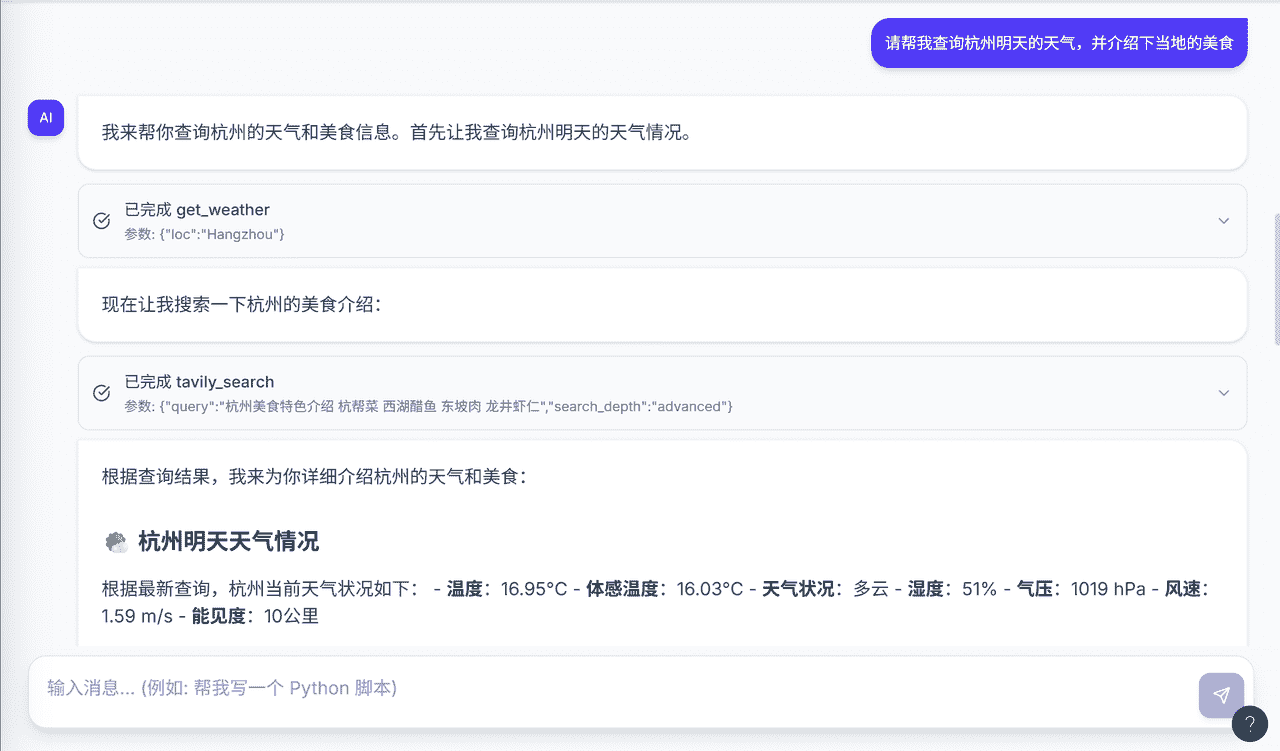 请帮我查询杭州明天的天气，并介绍下当地的美食
AI
我来帮你查询杭州的天气和美食信息。首先让我查询杭州明天的天气情况。
已完成 get_weather
参数: {"loc":"Hangzhou"}
现在让我搜索一下杭州的美食介绍：
已完成 tavily_search
参数: {"query":"杭州美食特色介绍 杭帮菜 西湖醋鱼 东坡肉 龙井虾仁","search_depth":"advanced"}
根据查询结果，我来为你详细介绍杭州的天气和美食：
杭州明天天气情况
根据最新查询，杭州当前天气状况如下： - 温度：16.95°C - 体感温度：16.03°C - 天气状况：多云 - 湿度：51% - 气压：1019 hPa - 风速：
1.59 m/s - 能见度：10公里
输入消息... (例如: 帮我写一个 Python 脚本)
?